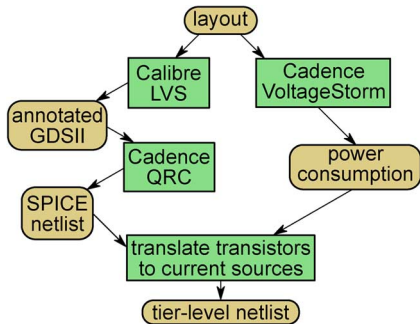 layout
Calibre
LVS
Cadence
VoltageStorm
annotated
GDSII
Cadence
QRC
power
consumption
SPICE
netlist
translate transistors
to current sources
tier-level netlist